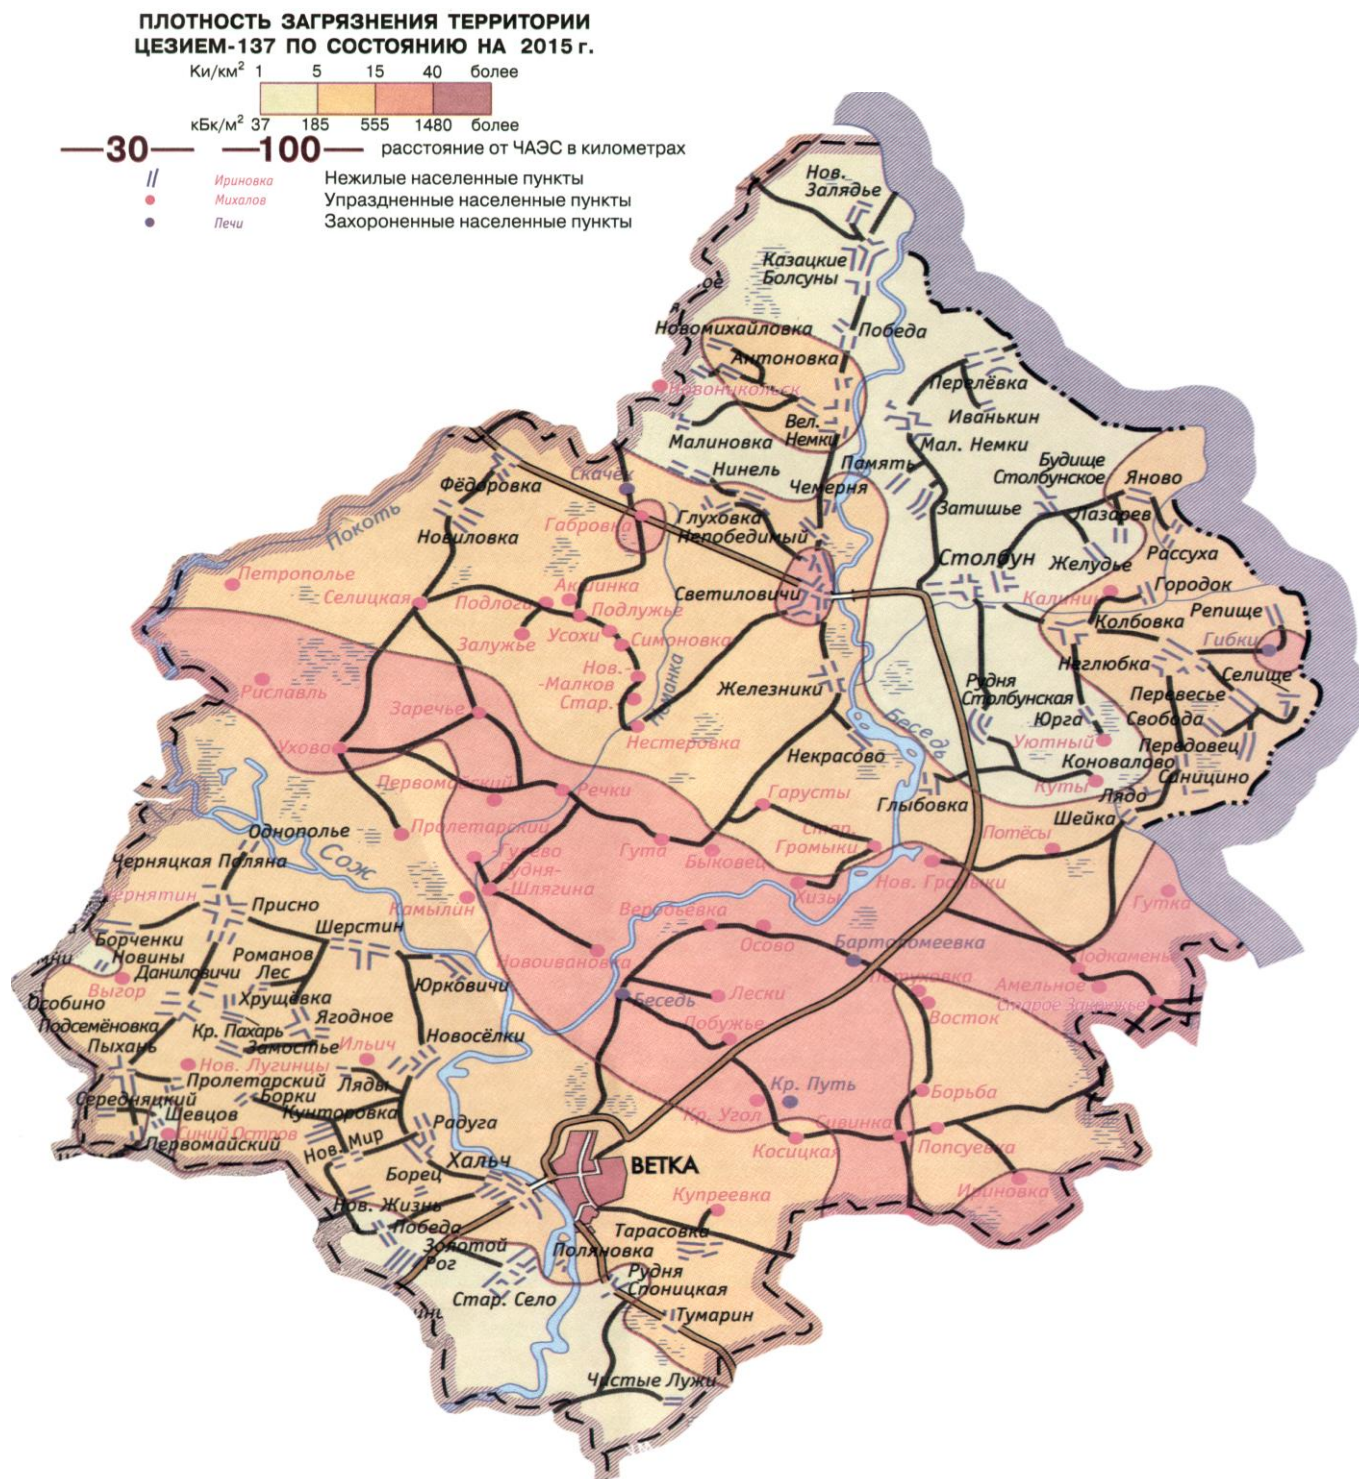 ПЛОТНОСТЬ ЗАГРЯЗНЕНИЯ ТЕРРИТОРИИ
ЦЕЗИЕМ-137 ПО СОСТОЯНИЮ НА 2015 г.
Ки/км² 1 5 15 40 более
кБк/м² 37 185 555 1480 более
30 100 расстояние от ЧАЭС в километрах
Ириновка Нежилые населенные пункты
Михалов Упраздненные населенные пункты
Печи Захороненные населенные пункты
Нов.
Залядье
Казацкие
Болсуны
Новомихайловка
Победа
Антоновка
Перелёвка
Новоникольск
Иванькин
Вел.
Немки
Малиновка
Мал. Немки
Нинель
Память
Будище
Столбунское
Яново
Скачёк
Фёдоровка
Чемерня
Покоть
Габровка
Глуховка
Непобедимый
Затишье
Лазарев
Новиловка
Рассуха
Столбун
Желудье
Петрополье
Акшинка
Городок
Селицкая
Подлога
Подлужье
Светиловичи
Калинин
Репище
Колбовка
Залужье
Усохи
Симоновка
Гибки
Неглюбка
Нов.-
-Малков
Стар.
Риславль
Железники
Рудня
Столбунская
Селище
Перевесье
Заречье
Беседь
Юрга
Свобода
Нестеровка
Уютный
Передовец
Ухово
Некрасово
Коновалово
Синицино
Первомайский
Речки
Гарусты
Глыбовка
Куты
Лядо
Шейка
Однополье
Пролетарский
Стар.
Громыки
Потёсы
Сож
Черняцкая Поляна
Гулево
Гута
Быковец
Рудня-
-Шлягина
Хизы
Нов. Громыки
Чернятин
Присно
Камылин
Гутка
Веробьевка
Шерстин
Осово
Бартоломеевка
Борченки
Новины
Романов
Лес
Новоивановка
Подкаменье
Даниловичи
Выгор
Юрковичи
Амельное
Особино
Хрущёвка
Беседь
Лески
Старое Закружье
Подсемёновка
Кр. Пахарь
Ягодное
Побужье
Восток
Пыхань
Замостье
Ильич
Новосёлки
Нов. Лугинцы
Пролетарский
Ляды
Кр. Путь
Борьба
Середняцкий
Борки
Шевцов
Кунторовка
Кр. Угол
Радуга
Сивинка
Синий Остров
Первомайский
Нов. Мир
Косицкая
Попсуевка
Хальч
ВЕТКА
Борец
Купреевка
Ириновка
Нов. Жизнь
Победа
Тарасовка
Золотой
Рог
Поляновка
Рудня
Споницкая
Стар. Село
Тумарин
Чистые Лужи